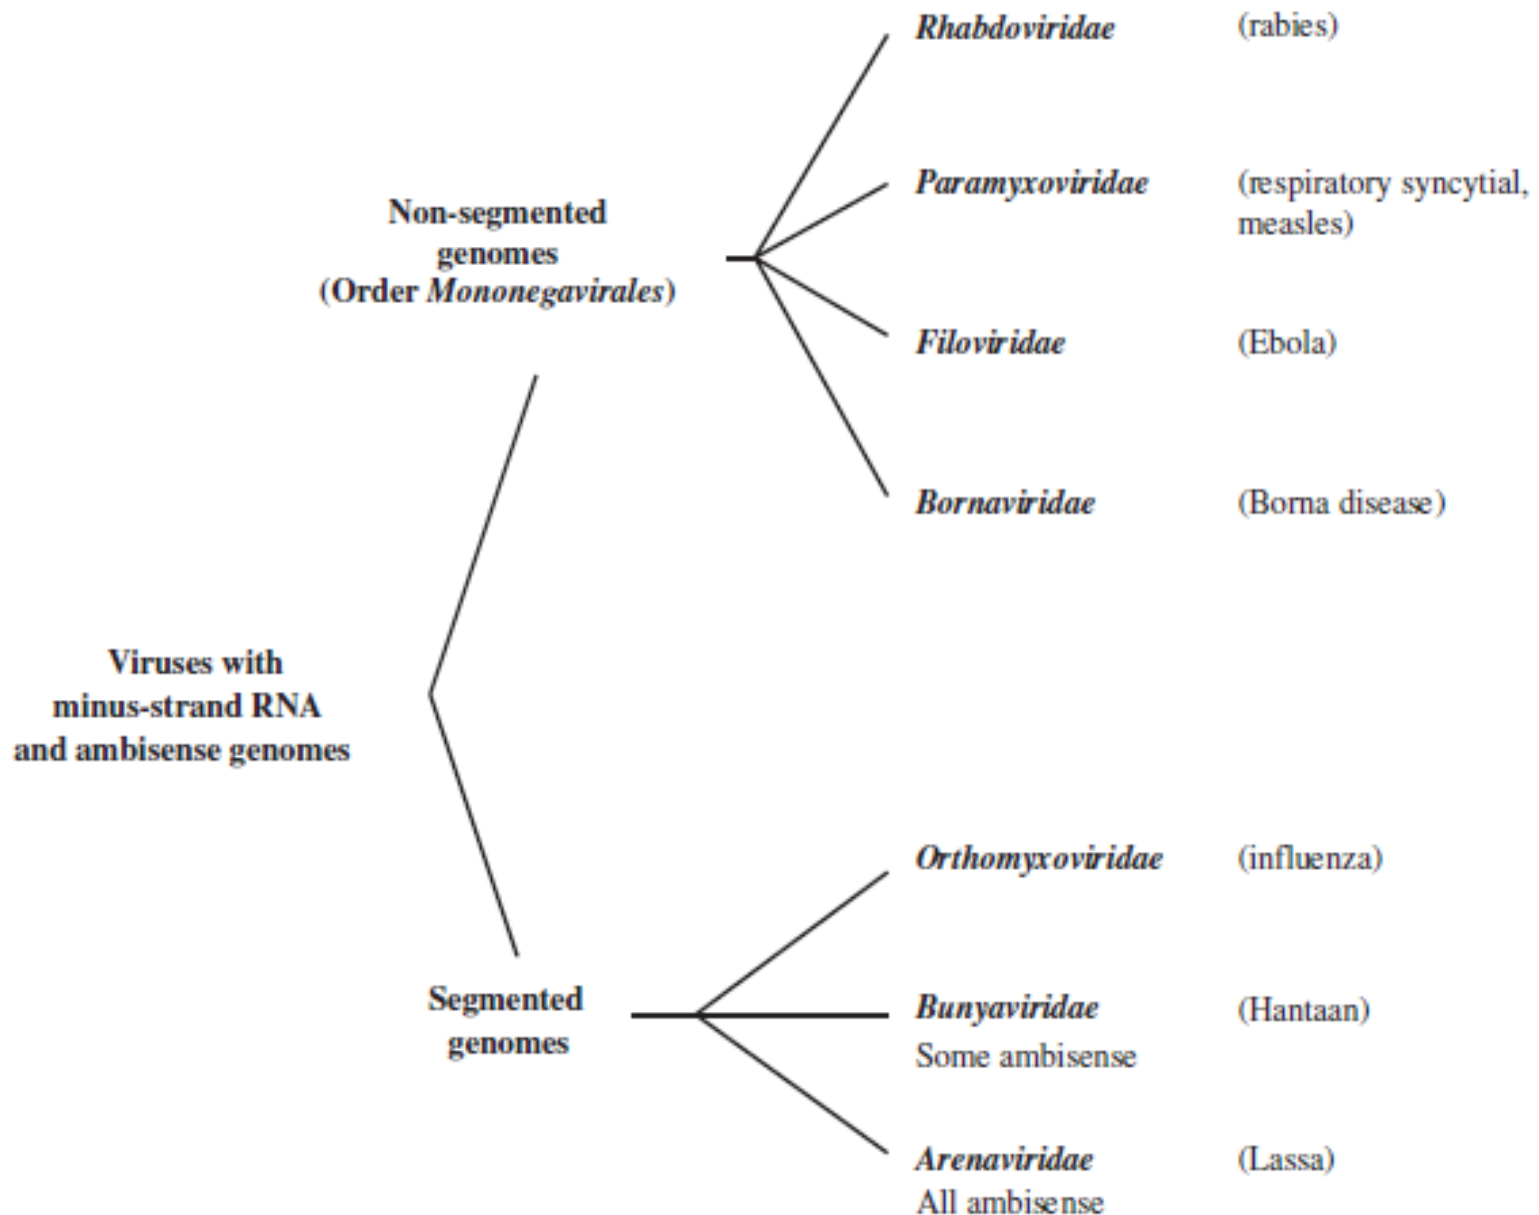 Rhabdoviridae (rabies)
Paramyxoviridae (respiratory syncytial,
measles)
Non-segmented
genomes
(Order Mononegavirales)
Filoviridae (Ebola)
Bornaviridae (Borna disease)
Viruses with
minus-strand RNA
and ambisense genomes
Orthomyxoviridae (influenza)
Segmented
genomes
Bunyaviridae (Hantaan)
Some ambisense
Arenaviridae (Lassa)
All ambisense